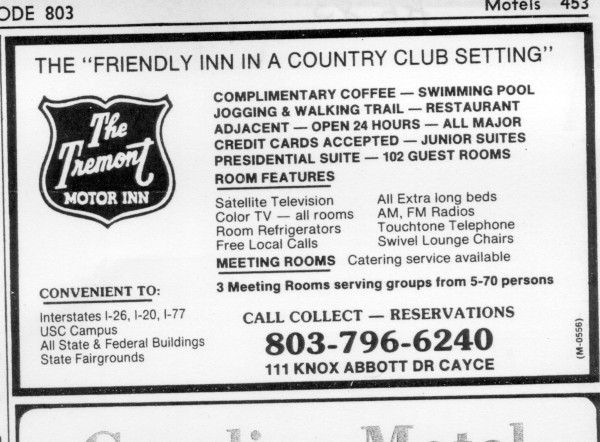 ODE 803
Motels 453
THE "FRIENDLY INN IN A COUNTRY CLUB SETTING"
The
Tremont
MOTOR INN
COMPLIMENTARY COFFEE — SWIMMING POOL
JOGGING & WALKING TRAIL — RESTAURANT
ADJACENT — OPEN 24 HOURS — ALL MAJOR
CREDIT CARDS ACCEPTED — JUNIOR SUITES
PRESIDENTIAL SUITE — 102 GUEST ROOMS
ROOM FEATURES
Satellite Television
Color TV — all rooms
Room Refrigerators
Free Local Calls
All Extra long beds
AM, FM Radios
Touchtone Telephone
Swivel Lounge Chairs
MEETING ROOMS Catering service available
3 Meeting Rooms serving groups from 5-70 persons
CONVENIENT TO:
Interstates I-26, I-20, I-77
USC Campus
All State & Federal Buildings
State Fairgrounds
CALL COLLECT — RESERVATIONS
803-796-6240
111 KNOX ABBOTT DR CAYCE
(M-0556)